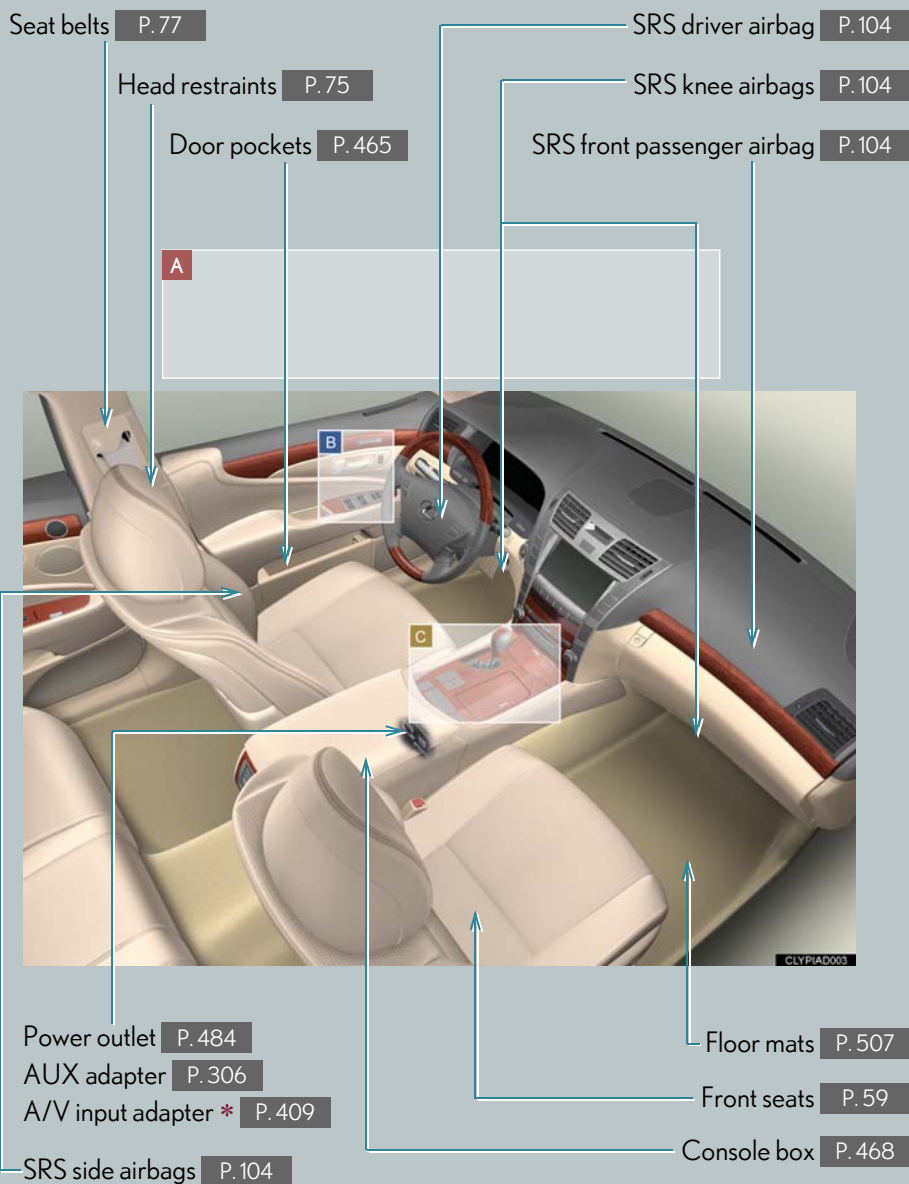 Seat belts P. 77
SRS driver airbag P. 104
Head restraints P. 75
SRS knee airbags P. 104
Door pockets P. 465
SRS front passenger airbag P. 104
A
B
C
CLYPIAD003
Power outlet P. 484
AUX adapter P. 306
A/V input adapter * P. 409
SRS side airbags P. 104
Floor mats P. 507
Front seats P. 59
Console box P. 468